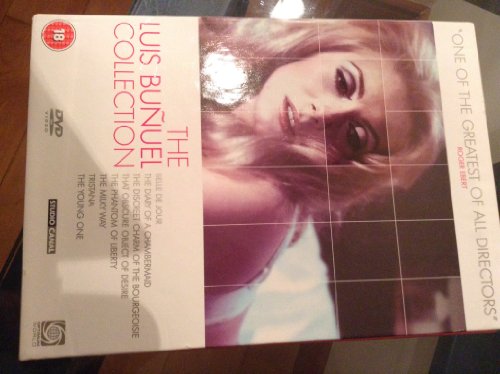 "ONE OF THE GREATEST OF ALL DIRECTORS"
ROGER EBERT
THE
LUIS BUÑUEL
COLLECTION
BELLE DE JOUR
THE DIARY OF A CHAMBERMAID
THE DISCREET CHARM OF THE BOURGEOISIE
THAT OBSCURE OBJECT OF DESIRE
THE PHANTOM OF LIBERTY
THE MILKY WAY
TRISTANA
THE YOUNG ONE
18
DVD
VIDEO
STUDIO CANAL